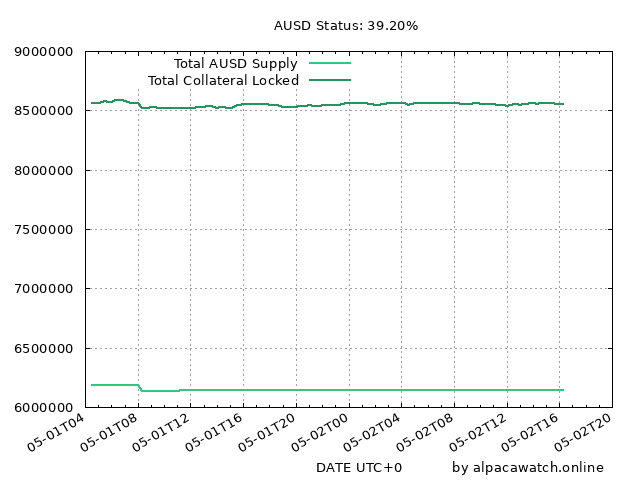 AUSD Status: 39.20%
Total AUSD Supply
Total Collateral Locked
9000000
8500000
8000000
7500000
7000000
6500000
6000000
05-01T04
05-01T08
05-01T12
05-01T16
05-01T20
05-02T00
05-02T04
05-02T08
05-02T12
05-02T16
05-02T20
DATE UTC+0
by alpacawatch.online